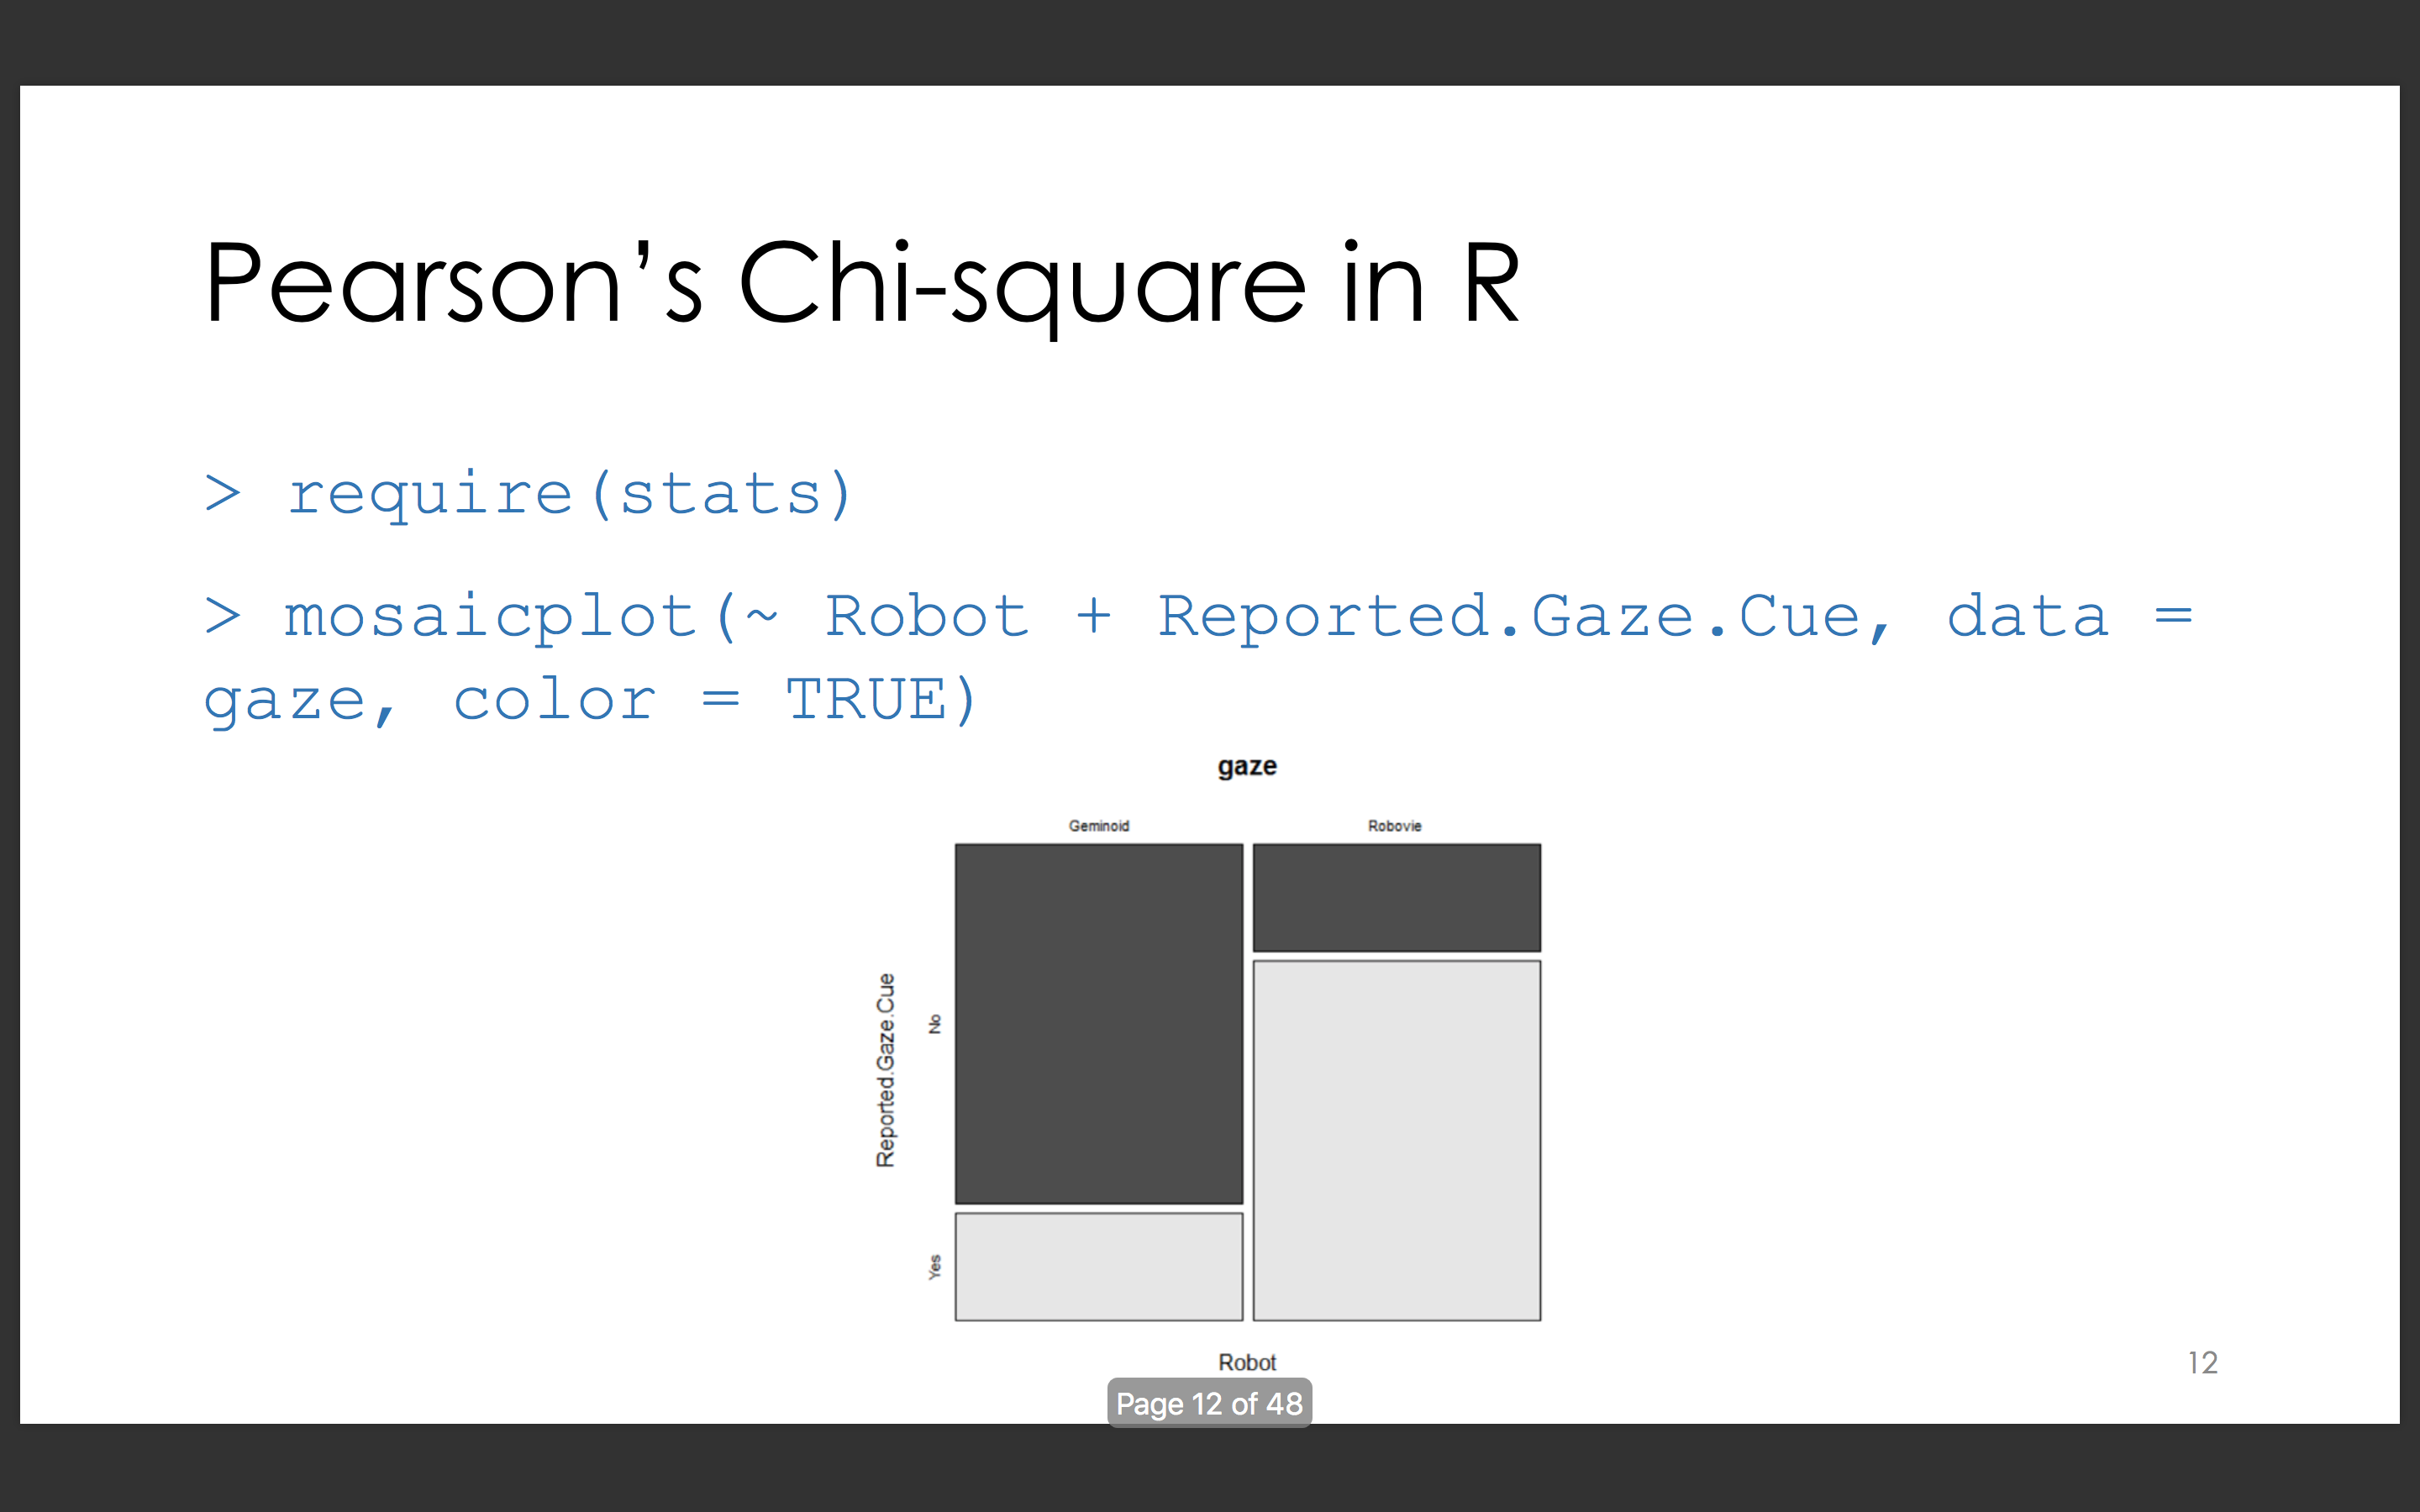 Pearson’s Chi-square in R
> require(stats)
> mosaicplot(~ Robot + Reported.Gaze.Cue, data =
gaze, color = TRUE)
gaze
Geminoid Robovie
Reported.Gaze.Cue
No
Yes
Robot
12
Page 12 of 48